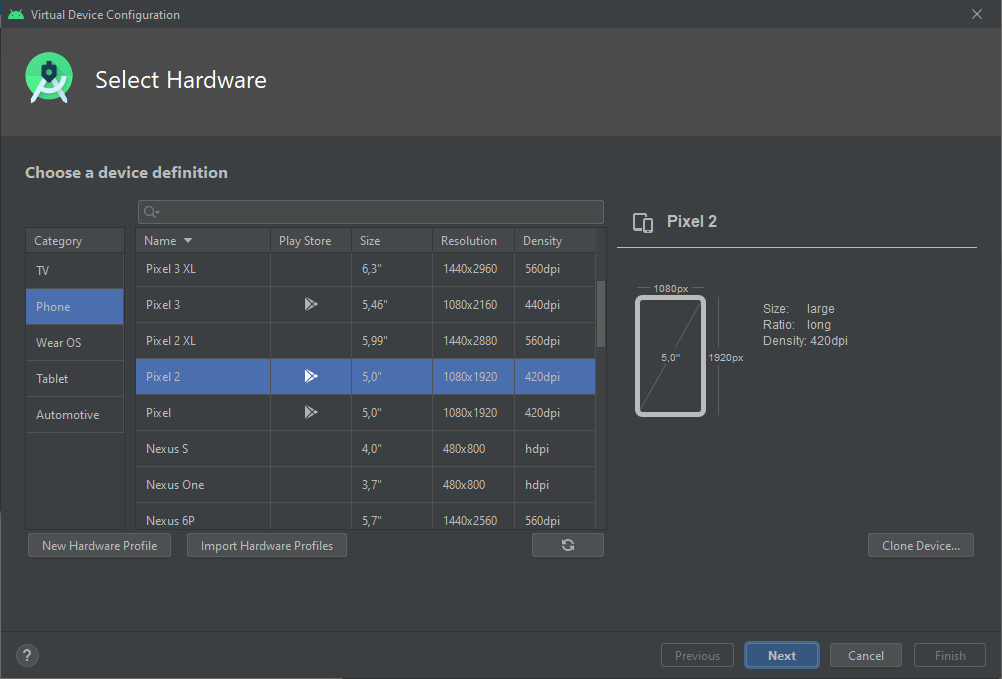 Virtual Device Configuration
Select Hardware
Choose a device definition
Category
TV
Phone
Wear OS
Tablet
Automotive
Name Play Store Size Resolution Density
Pixel 3 XL 6,3" 1440x2960 560dpi
Pixel 3 5,46" 1080x2160 440dpi
Pixel 2 XL 5,99" 1440x2880 560dpi
Pixel 2 5,0" 1080x1920 420dpi
Pixel 5,0" 1080x1920 420dpi
Nexus S 4,0" 480x800 hdpi
Nexus One 3,7" 480x800 hdpi
Nexus 6P 5,7" 1440x2560 560dpi
Pixel 2
1080px
5,0"
1920px
Size: large
Ratio: long
Density: 420dpi
New Hardware Profile Import Hardware Profiles Clone Device...
? Previous Next Cancel Finish